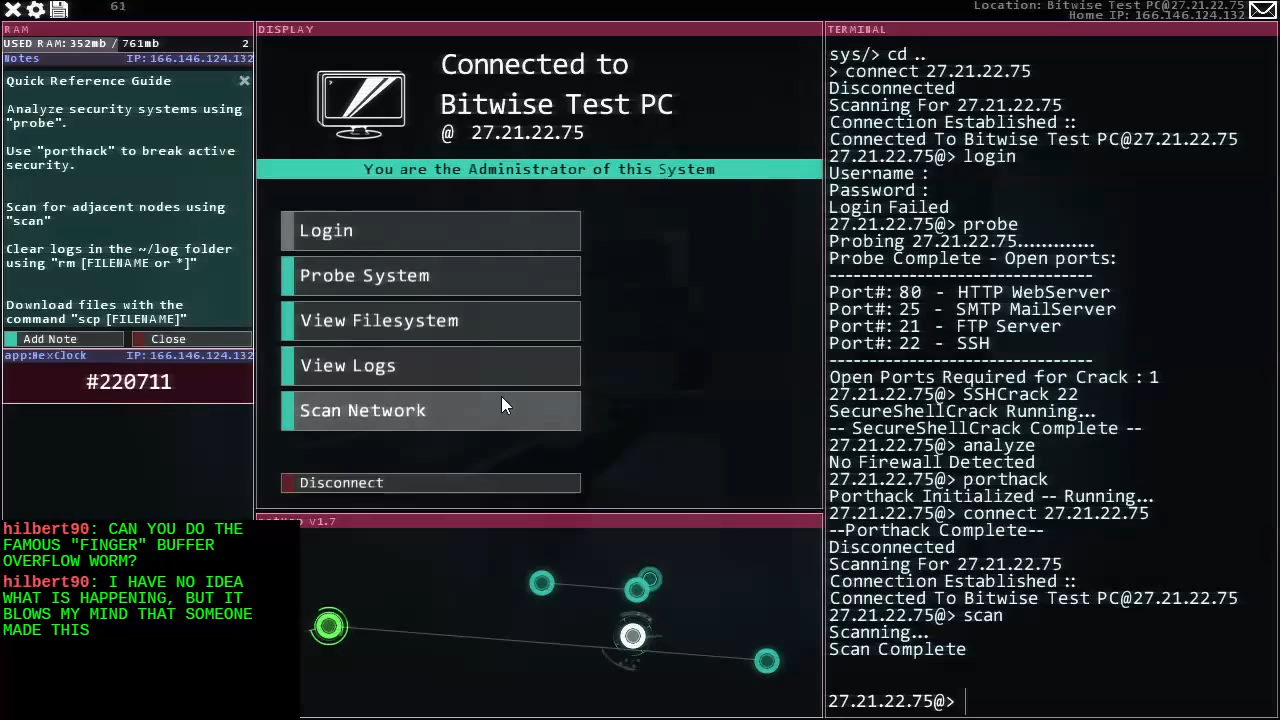 61
Location: Bitwise Test PC@27.21.22.75
Home IP: 166.146.124.132
RAM
USED RAM: 352mb / 761mb
2
Notes IP: 166.146.124.132
Quick Reference Guide
Analyze security systems using
"probe".
Use "porthack" to break active
security.
Scan for adjacent nodes using
"scan"
Clear logs in the ~/log folder
using "rm [FILENAME or *]"
Download files with the
command "scp [FILENAME]"
Add Note
Close
app:HexClock IP: 166.146.124.132
#220711
hilbert90: CAN YOU DO THE
FAMOUS "FINGER" BUFFER
OVERFLOW WORM?
hilbert90: I HAVE NO IDEA
WHAT IS HAPPENING, BUT IT
BLOWS MY MIND THAT SOMEONE
MADE THIS
DISPLAY
Connected to
Bitwise Test PC
@ 27.21.22.75
You are the Administrator of this System
Login
Probe System
View Filesystem
View Logs
Scan Network
Disconnect
v1.7
TERMINAL
sys/> cd ..
> connect 27.21.22.75
Disconnected
Scanning For 27.21.22.75
Connection Established ::
Connected To Bitwise Test PC@27.21.22.75
27.21.22.75@> login
Username :
Password :
Login Failed
27.21.22.75@> probe
Probing 27.21.22.75.............
Probe Complete - Open ports:
---------------------------------
Port#: 80 - HTTP WebServer
Port#: 25 - SMTP MailServer
Port#: 21 - FTP Server
Port#: 22 - SSH
---------------------------------
Open Ports Required for Crack : 1
27.21.22.75@> SSHCrack 22
SecureShellCrack Running...
-- SecureShellCrack Complete --
27.21.22.75@> analyze
No Firewall Detected
27.21.22.75@> porthack
Porthack Initialized -- Running...
27.21.22.75@> connect 27.21.22.75
--Porthack Complete--
Disconnected
Scanning For 27.21.22.75
Connection Established ::
Connected To Bitwise Test PC@27.21.22.75
27.21.22.75@> scan
Scanning...
Scan Complete
27.21.22.75@>